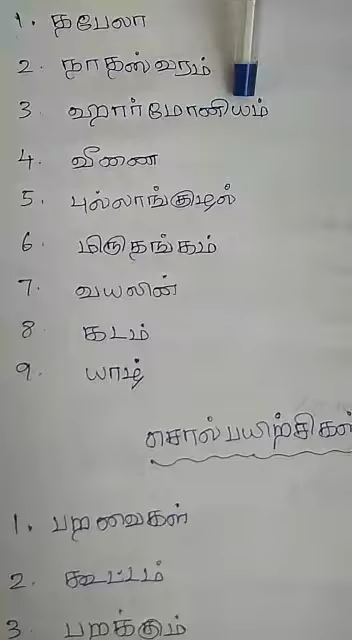 1. தபேலா
2. நாதஸ்வரம்
3 ஹார்மோனியம்
4. வீணை
5. புல்லாங்குழல்
6. மிருதங்கம்
7. வயலின்
8. கடம்
9. யாழ்
சொல்பயிற்சிகள்
1. பறவைகள்
2. கூட்டம்
3. பறக்கும்